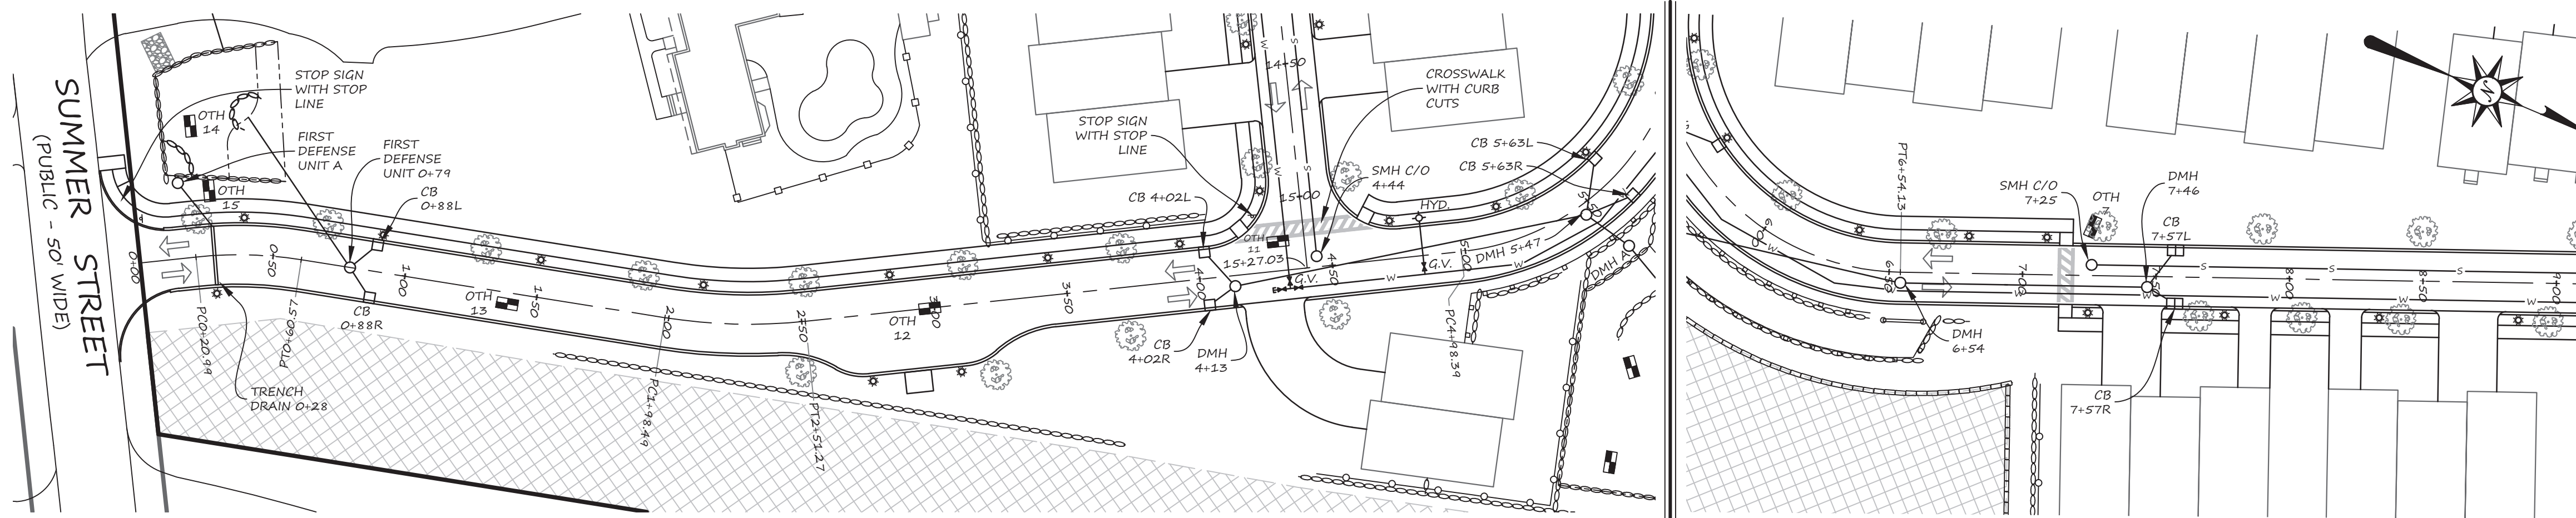 SUMMER STREET
(PUBLIC - 50' WIDE)
STOP SIGN
WITH STOP
LINE
OTH
14
FIRST
DEFENSE
UNIT A
FIRST
DEFENSE
UNIT 0+79
CB
0+88L
OTH
15
0+00
0+50
1+00
1+50
2+00
2+50
3+50
4+00
4+50
5+00
PC0+20.99
PT0+60.57
TRENCH
DRAIN 0+28
CB
0+88R
OTH
13
PC1+98.49
PT2+51.27
OTH
12
STOP SIGN
WITH STOP
LINE
CB 4+02L
CB
4+02R
DMH
4+13
OTH
11
15+27.03
14+50
15+00
W
S
W
S
CROSSWALK
WITH CURB
CUTS
CB 5+63L
CB 5+63R
SMH C/O
4+44
HYD.
G.V.
G.V.
DMH 5+47
W
W
DMH A
PC4+98.39
PT6+54.13
W
6+50
7+00
SMH C/O
7+25
OTH
7
DMH
7+46
CB
7+57L
DMH
6+54
CB
7+57R
S
S
S
W
W
W
W
W
8+00
8+50
9+00
N